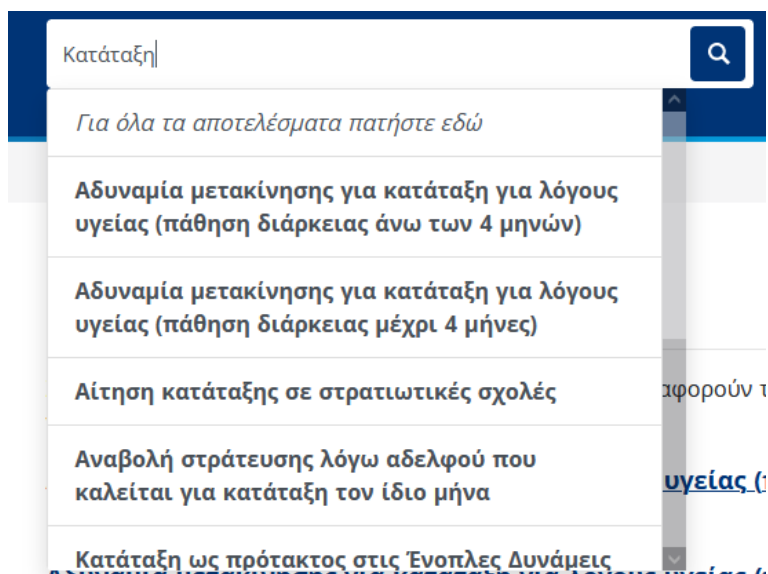 Κατάταξη
Για όλα τα αποτελέσματα πατήστε εδώ
Αδυναμία μετακίνησης για κατάταξη για λόγους
υγείας (πάθηση διάρκειας άνω των 4 μηνών)
Αδυναμία μετακίνησης για κατάταξη για λόγους
υγείας (πάθηση διάρκειας μέχρι 4 μήνες)
Αίτηση κατάταξης σε στρατιωτικές σχολές
αφορούν τ
Αναβολή στράτευσης λόγω αδελφού που
καλείται για κατάταξη τον ίδιο μήνα
υγείας (π
Κατάταξη ως πρότακτος στις Ένοπλες Δυνάμεις